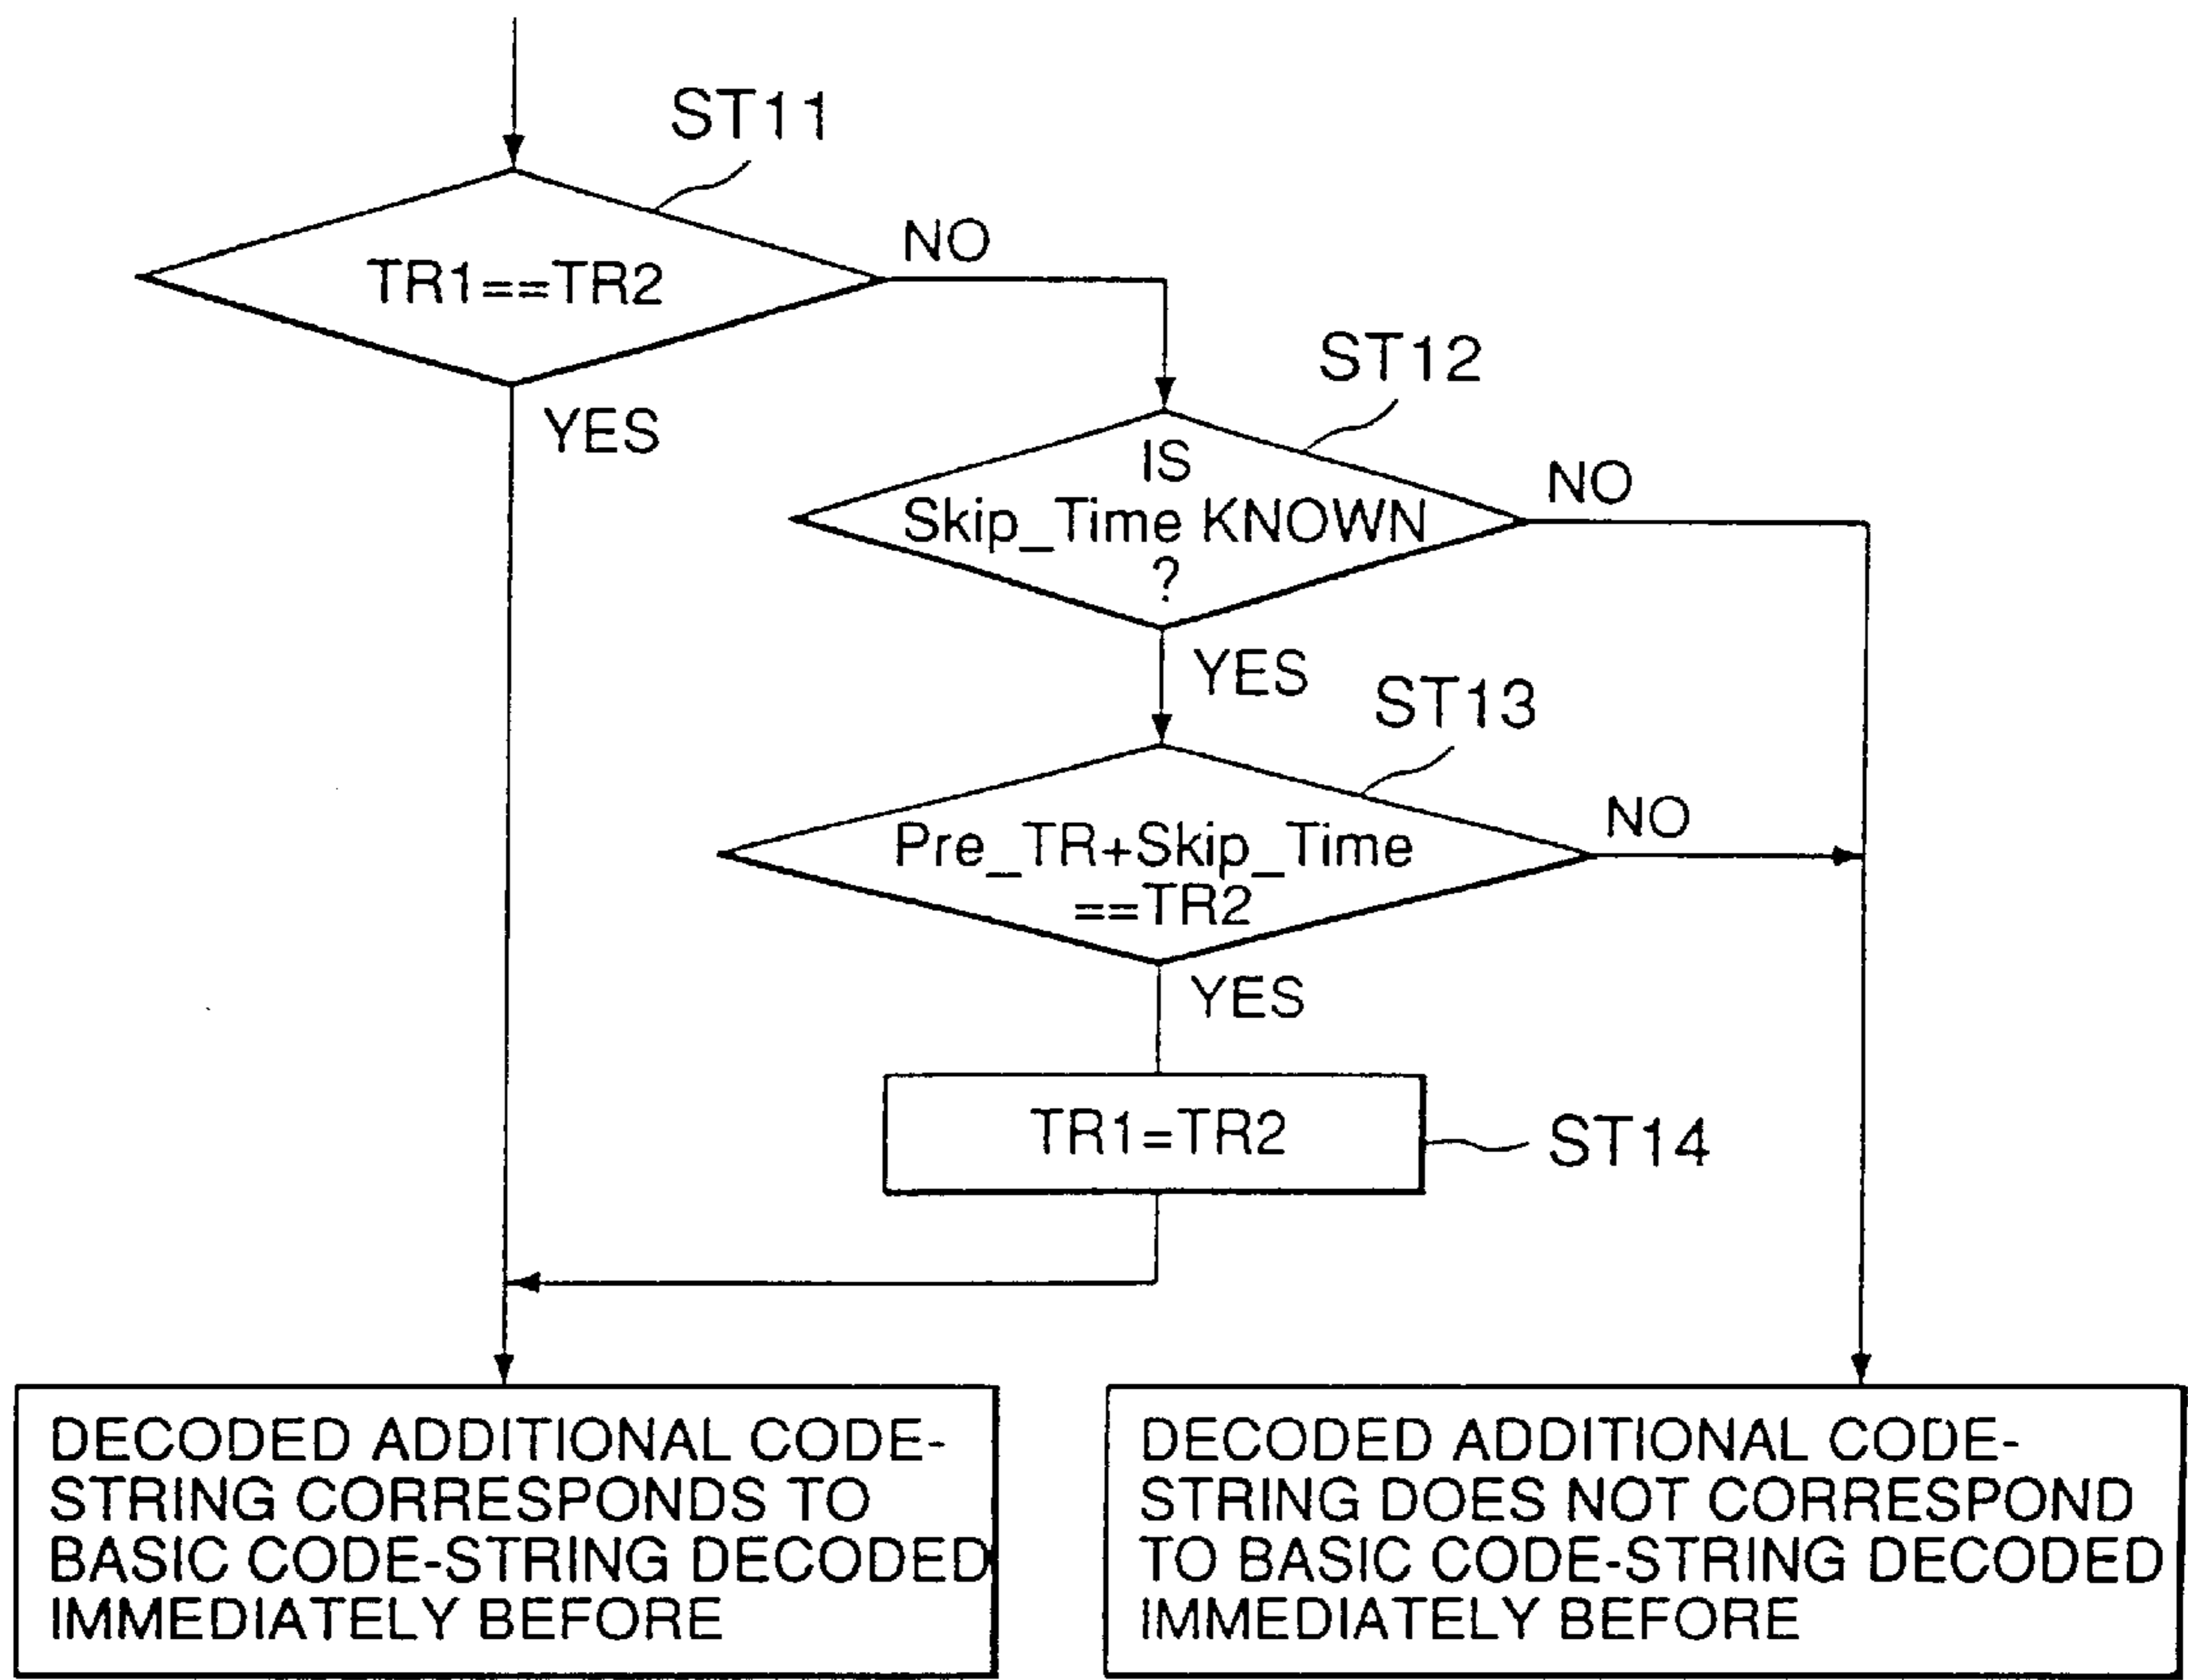 ST11
TR1==TR2
NO
YES
ST12
IS
Skip_Time KNOWN
?
NO
YES
ST13
Pre_TR+Skip_Time
==TR2
NO
YES
TR1=TR2
ST14
DECODED ADDITIONAL CODE-
STRING CORRESPONDS TO
BASIC CODE-STRING DECODED
IMMEDIATELY BEFORE
DECODED ADDITIONAL CODE-
STRING DOES NOT CORRESPOND
TO BASIC CODE-STRING DECODED
IMMEDIATELY BEFORE